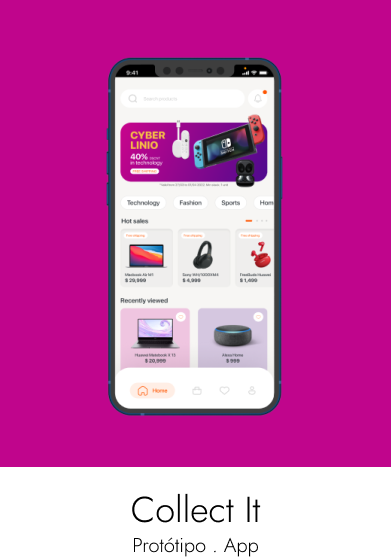 9:41
Search products
CYBER
LINIO
40%
in technology
Technology
Fashion
Sports
Hom
Hot sales
Free shipping
Free shipping
Free shipping
Macbook Air M1
$ 29,999
Sony WH/1000XM4
$ 4,999
FreeBuds Huawei
$ 1,499
Recently viewed
Huawei Matebook X 13
$ 20,999
Alexa Home
$ 999
Home
Collect It
Protótipo . App